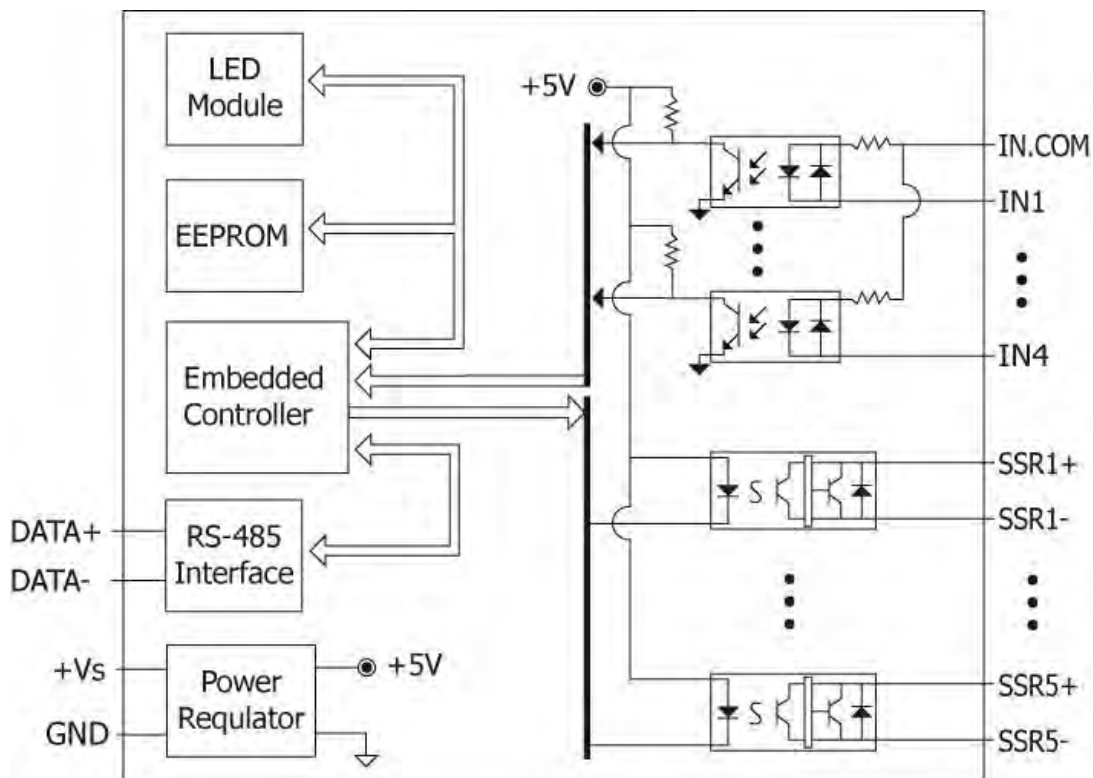 LED
Module
EEPROM
Embedded
Controller
DATA+
DATA-
RS-485
Interface
+Vs
GND
Power
Requlator
+5V
+5V
IN.COM
IN1
IN4
SSR1+
SSR1-
SSR5+
SSR5-